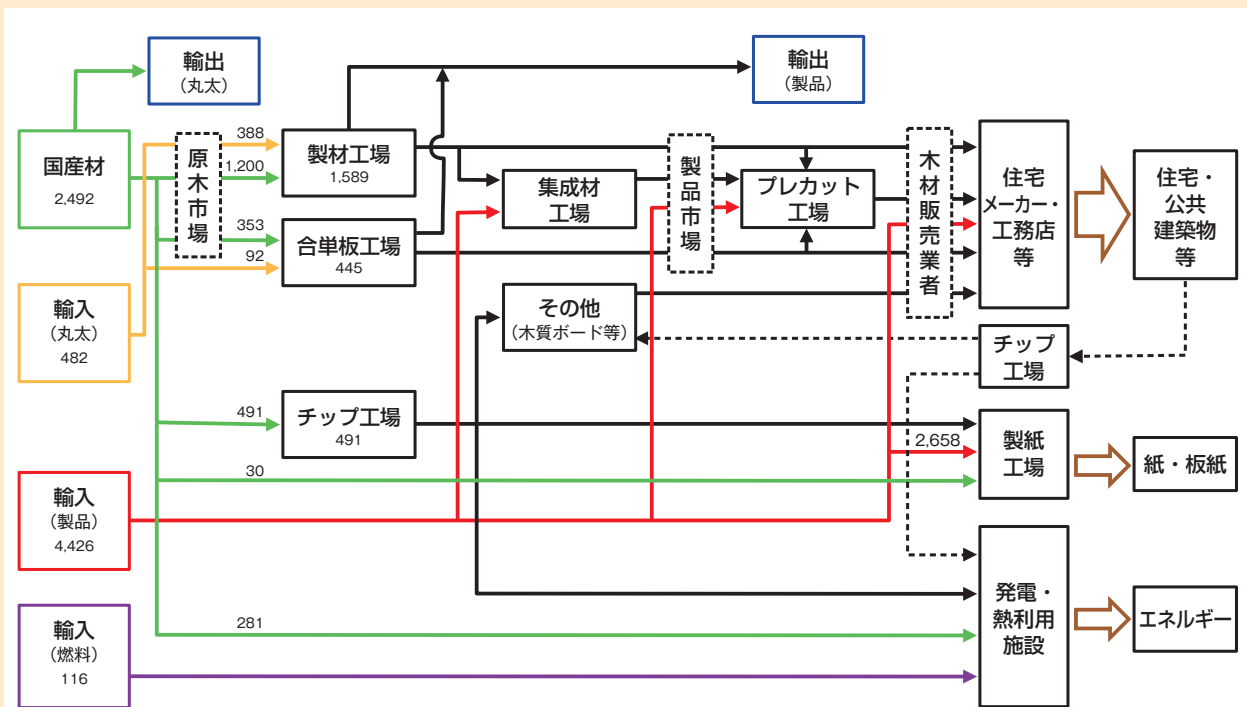 輸出
（丸太）
輸出
（製品）
国産材
2,492
原木市場
388
1,200
353
92
製材工場
1,589
合単板工場
445
集成材
工場
製品市場
プレカット
工場
木材販売業者
住宅
メーカー・
工務店
等
住宅・
公共
建築物
等
輸入
（丸太）
482
その他
（木質ボード等）
チップ
工場
491
チップ工場
491
2,658
製紙
工場
紙・板紙
30
輸入
（製品）
4,426
輸入
（燃料）
116
281
発電・
熱利用
施設
エネルギー